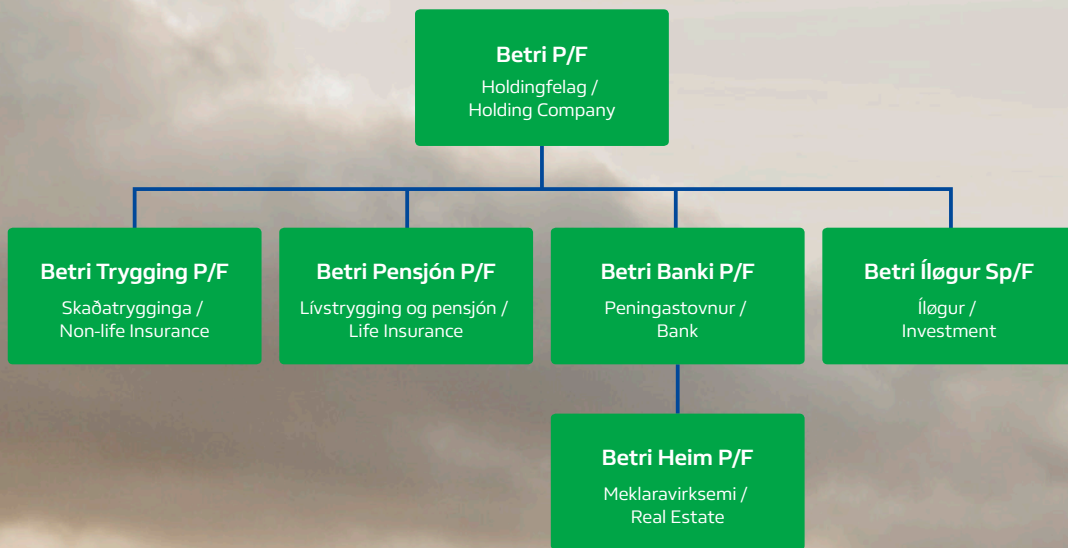 Betri P/F
Holdingfelag /
Holding Company
Betri Trygging P/F
Skaðatrygginga /
Non-life Insurance
Betri Pensjón P/F
Lívstrygging og pensjón /
Life Insurance
Betri Banki P/F
Peningastovnur /
Bank
Betri Íløgur Sp/F
Íløgur /
Investment
Betri Heim P/F
Meklaravirksemi /
Real Estate